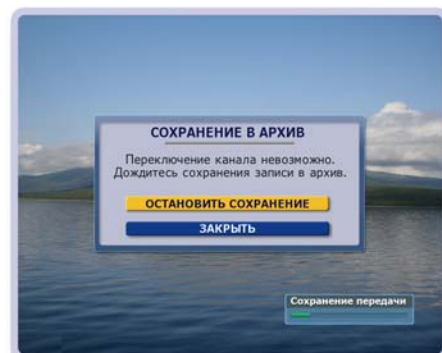 СОХРАНЕНИЕ В АРХИВ
Переключение канала невозможно.
Дождитесь сохранения записи в архив.
ОСТАНОВИТЬ СОХРАНЕНИЕ
ЗАКРЫТЬ
Сохранение передачи